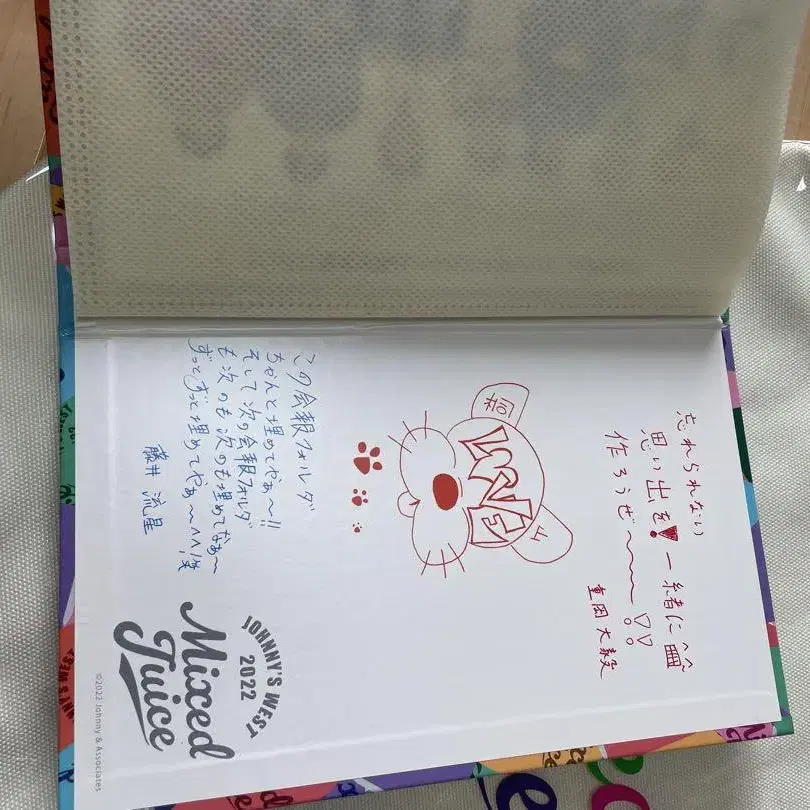 忘れられない
思い出を 一緒に
作ろうぜ〜〜
重岡 大毅
この会報フォルダ
ちゃんと埋めてやぁ〜!!
そして次の会報フォルダ
も次のも次のも埋めてなぁ〜
ずっとずっと埋めてやぁ〜
藤井 流星
JOHNNY'S WEST
2022
Mixed
Juice
©2022 Johnny & Associates